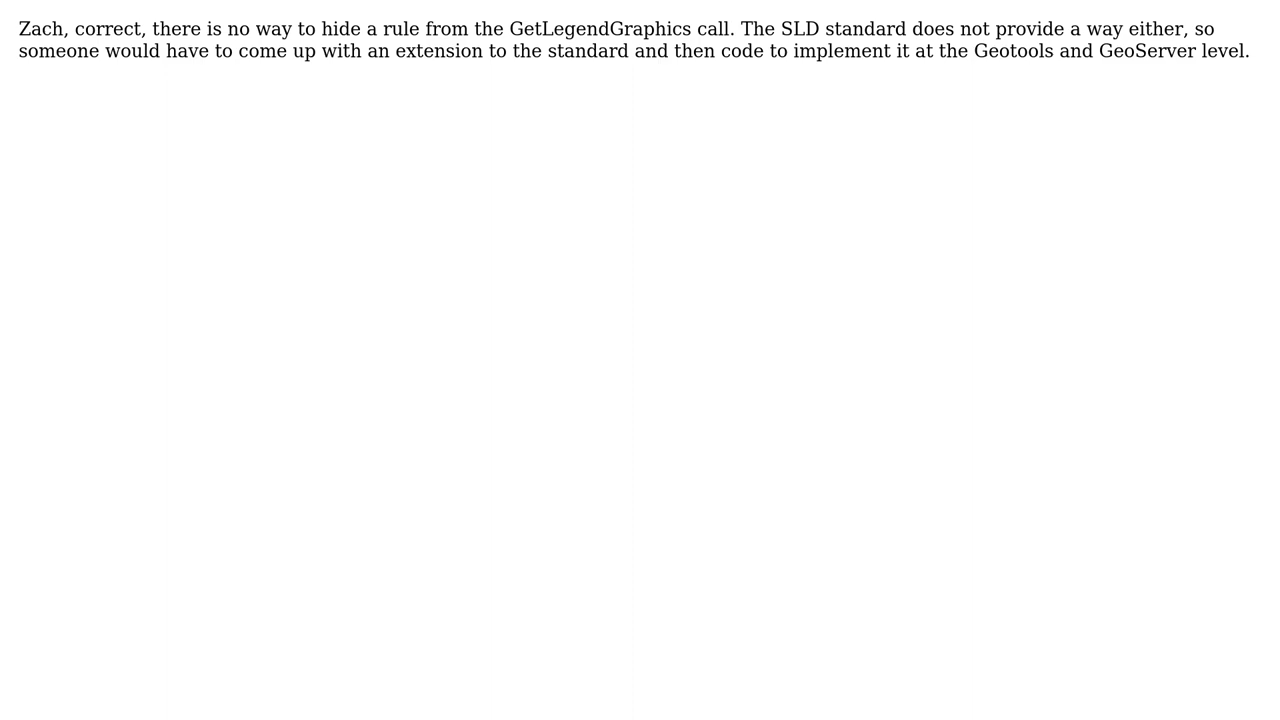 Zach, correct, there is no way to hide a rule from the GetLegendGraphics call. The SLD standard does not provide a way either, so
someone would have to come up with an extension to the standard and then code to implement it at the Geotools and GeoServer level.